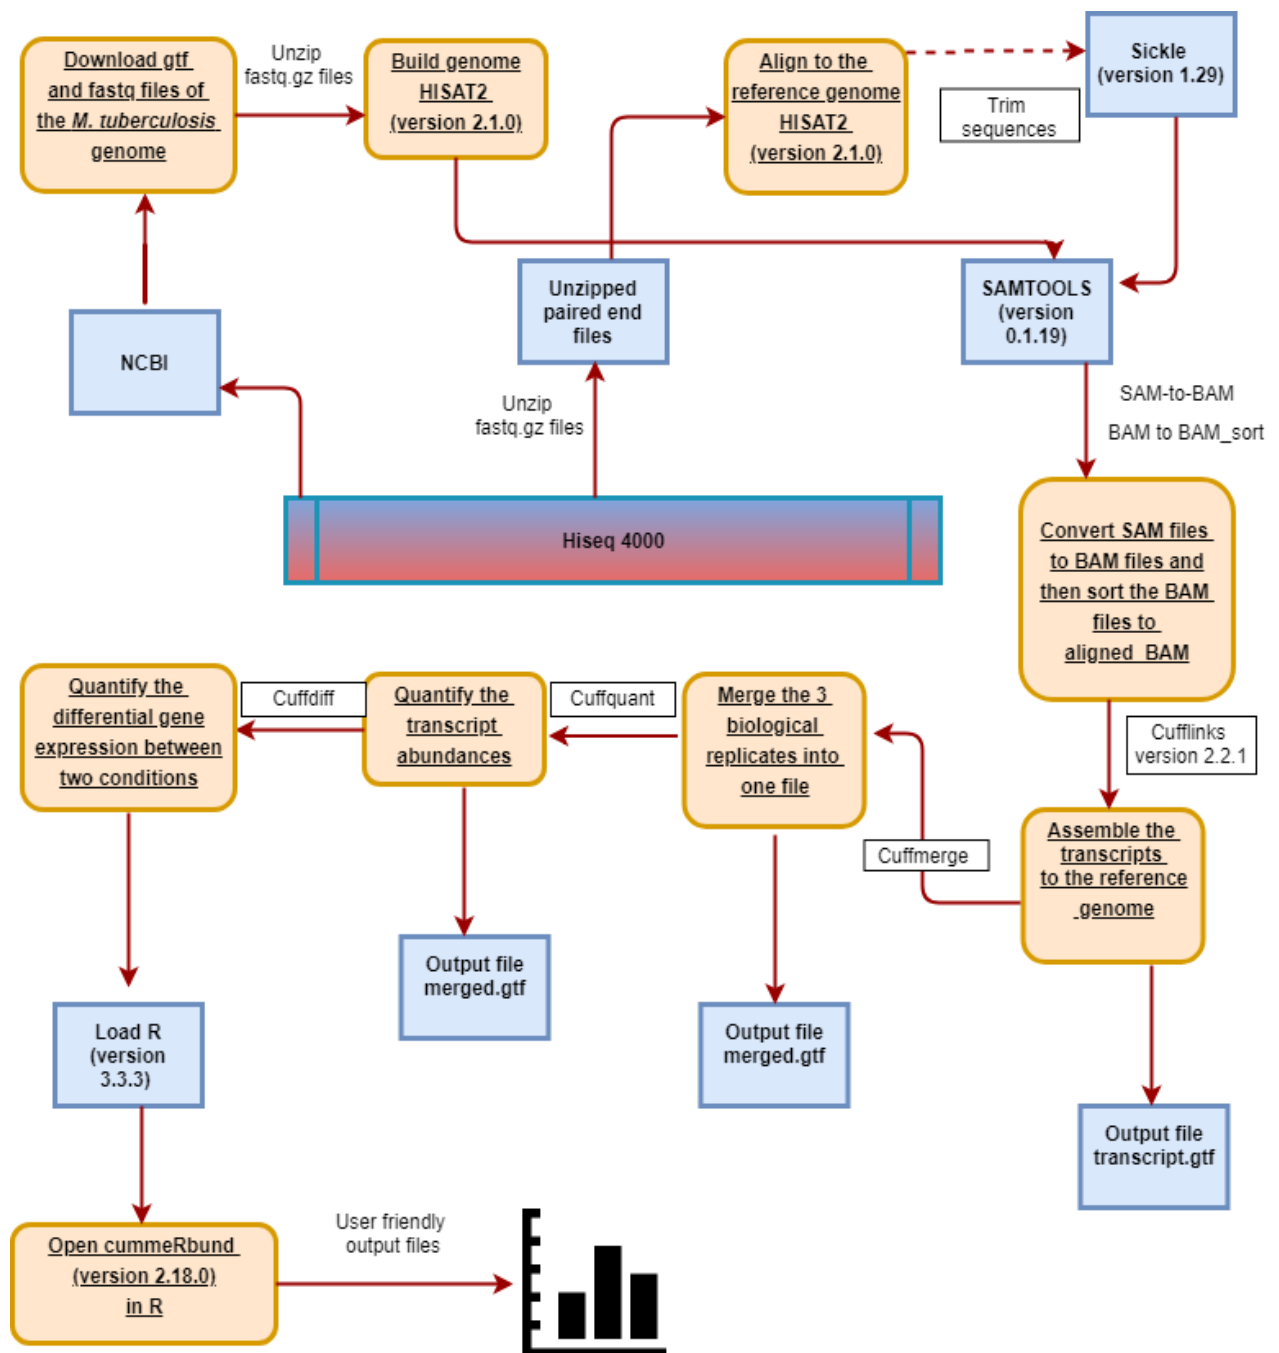 Download gtf
and fastq files of
the M. tuberculosis
genome
Unzip
fastq.gz files
Build genome
HISAT2
(version 2.1.0)
Align to the
reference genome
HISAT2
(version 2.1.0)
Trim
sequences
Sickle
(version 1.29)
NCBI
Unzipped
paired end
files
SAMTOOLS
(version
0.1.19)
Unzip
fastq.gz files
SAM-to-BAM
BAM to BAM_sort
Hiseq 4000
Convert SAM files
to BAM files and
then sort the BAM
files to
aligned_BAM
Cufflinks
version 2.2.1
Assemble the
transcripts
to the reference
genome
Cuffmerge
Merge the 3
biological
replicates into
one file
Cuffquant
Quantify the
transcript
abundances
Cuffdiff
Quantify the
differential gene
expression between
two conditions
Output file
merged.gtf
Output file
merged.gtf
Output file
transcript.gtf
Load R
(version
3.3.3)
Open cummeRbund
(version 2.18.0)
in R
User friendly
output files